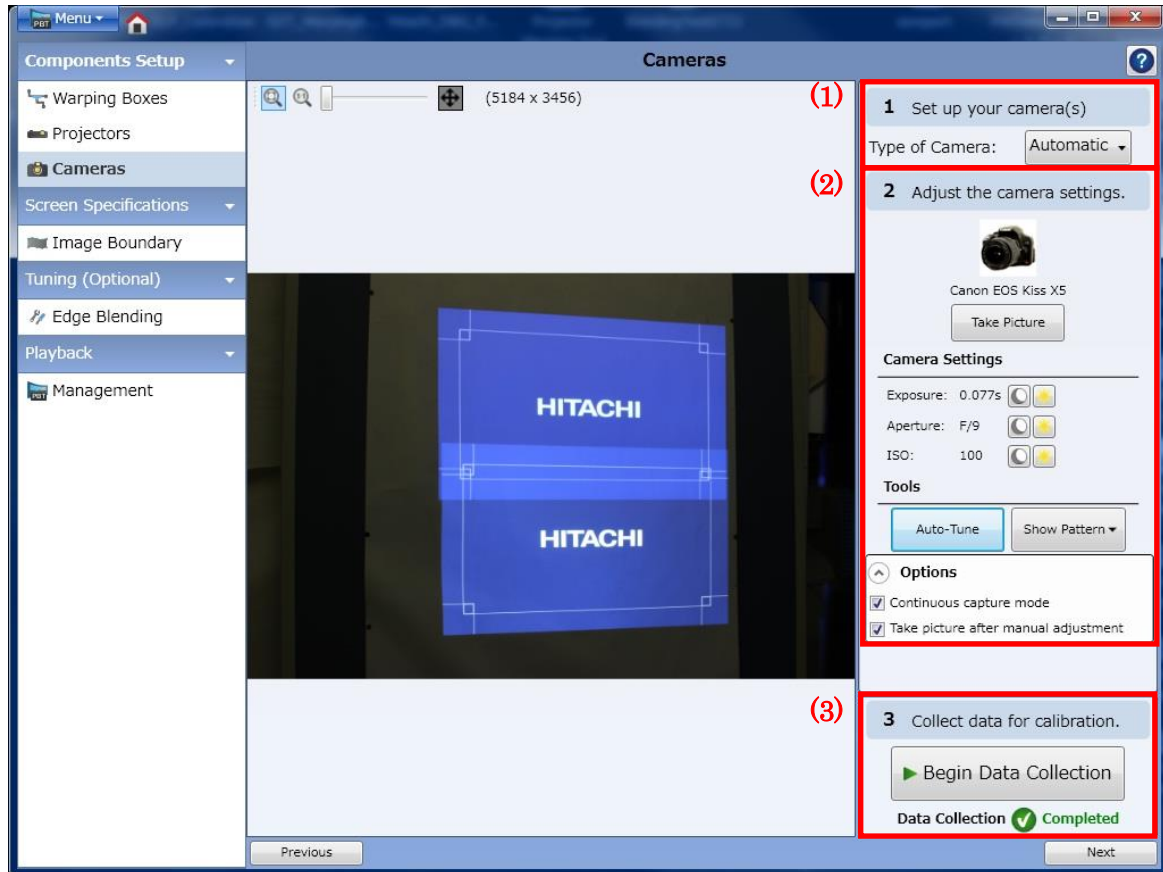 PBT Menu
Components Setup
Cameras
?
Warping Boxes
Projectors
Cameras
Screen Specifications
Image Boundary
Tuning (Optional)
Edge Blending
Playback
PBT Management
(5184 x 3456)
HITACHI
HITACHI
(1)
1 Set up your camera(s)
Type of Camera: Automatic
(2)
2 Adjust the camera settings.
Canon EOS Kiss X5
Take Picture
Camera Settings
Exposure: 0.077s
Aperture: F/9
ISO: 100
Tools
Auto-Tune Show Pattern
Options
Continuous capture mode
Take picture after manual adjustment
(3)
3 Collect data for calibration.
Begin Data Collection
Data Collection Completed
Previous Next